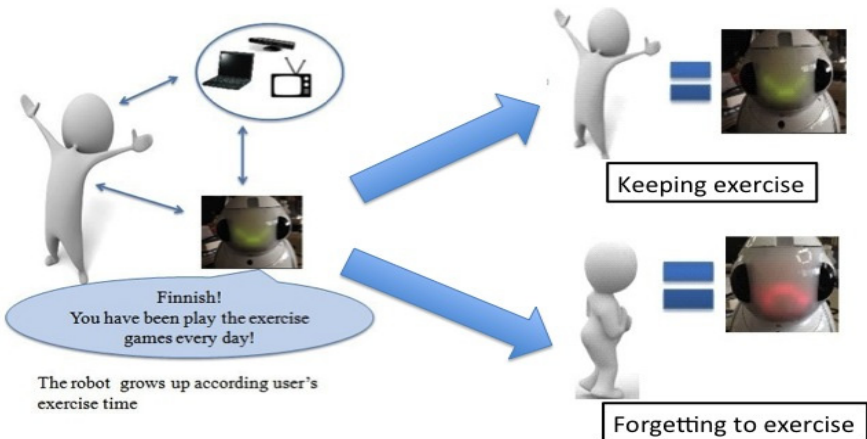 Keeping exercise
Finnish!
You have been play the exercise
games every day!
The robot grows up according user's
exercise time
Forgetting to exercise